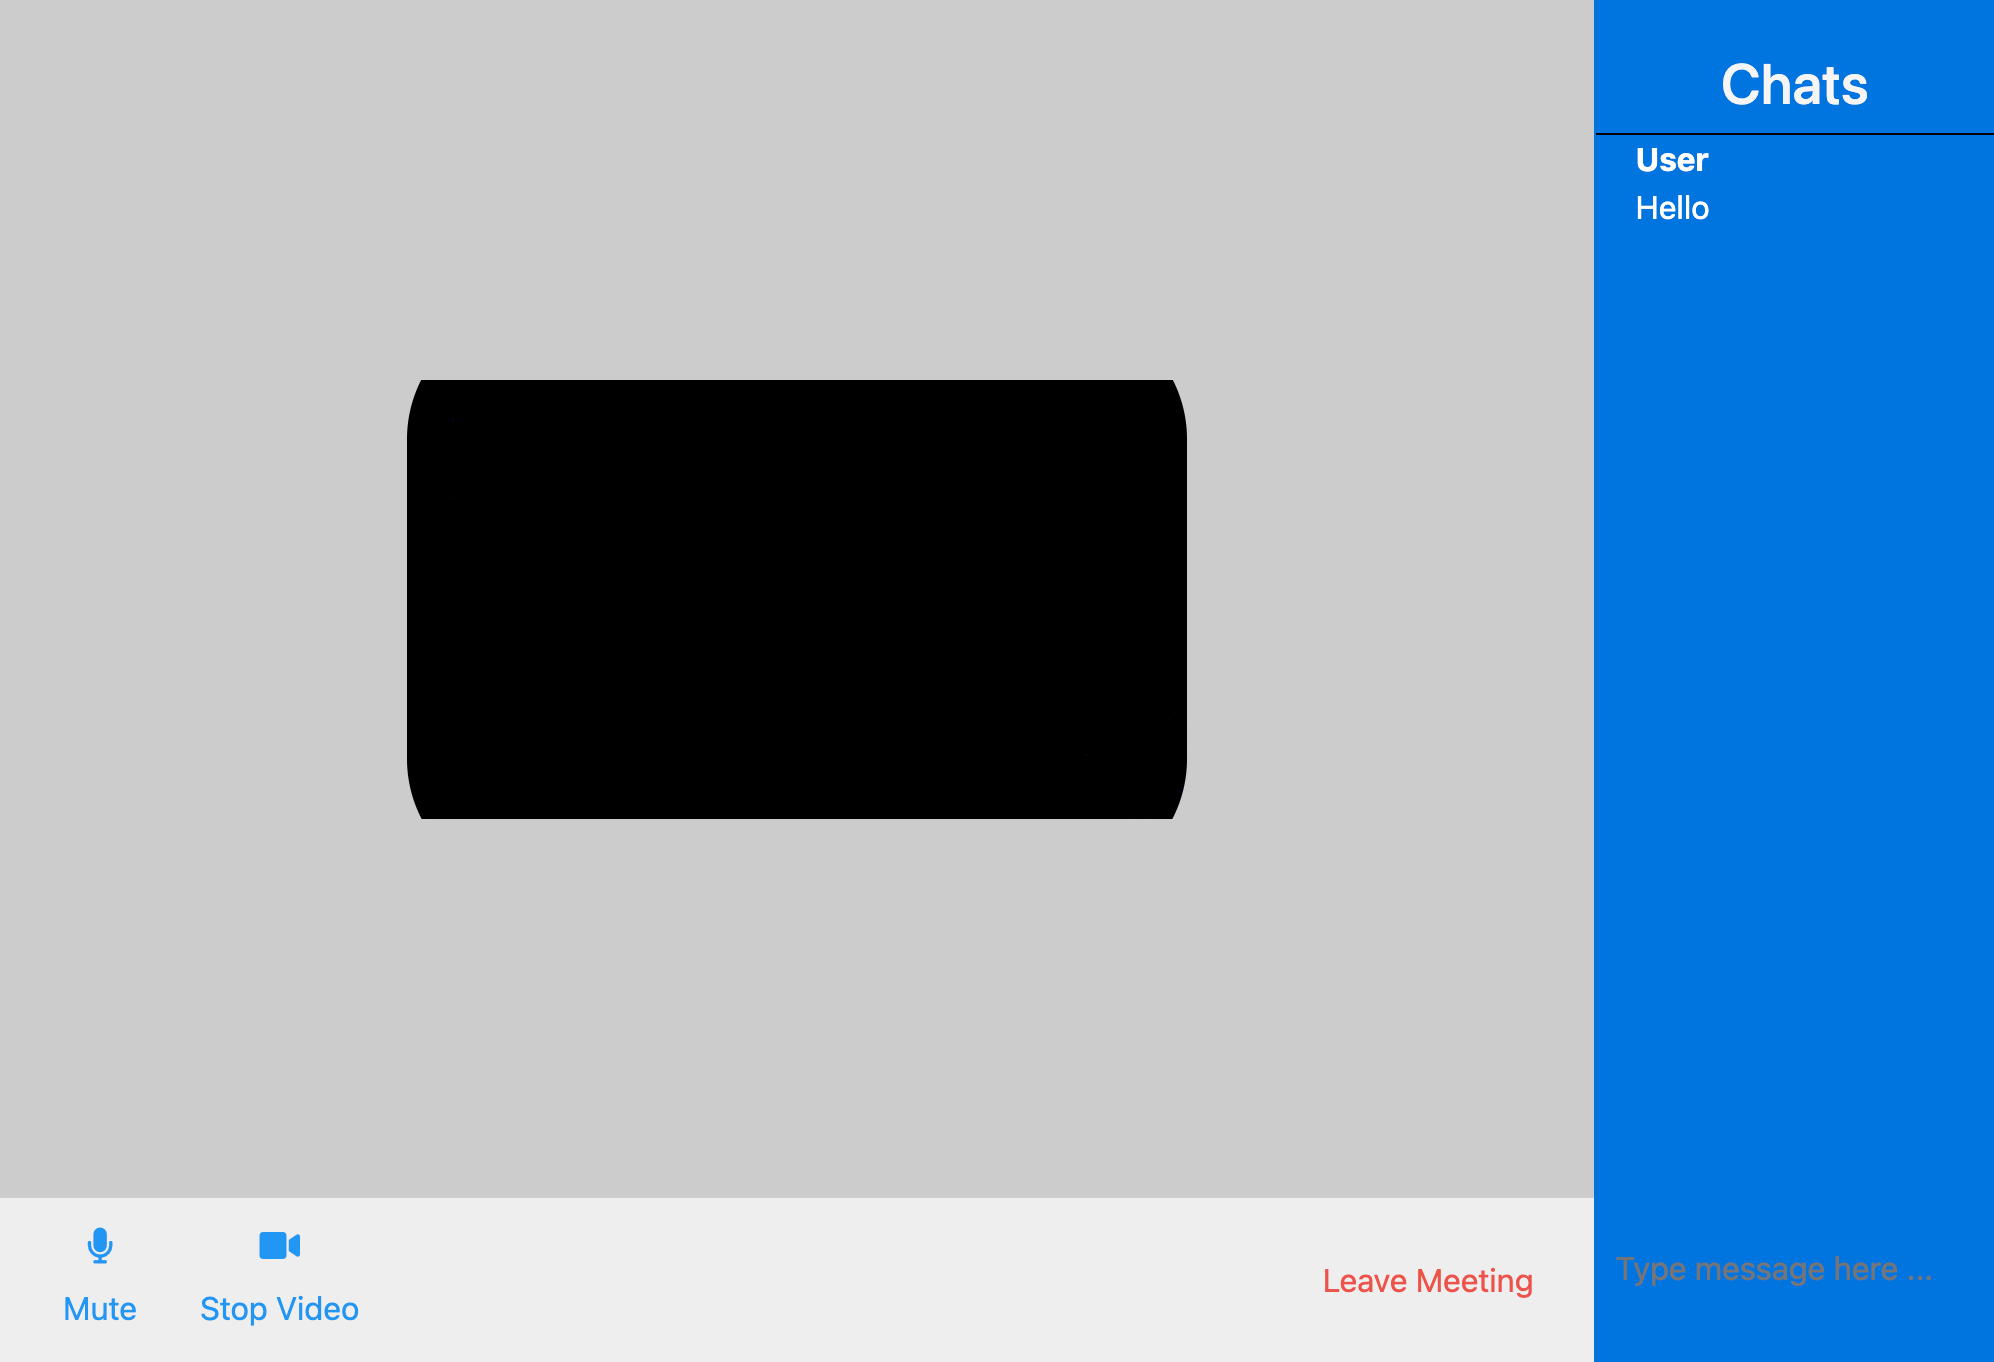 Chats
User
Hello
Mute
Stop Video
Leave Meeting
Type message here ...